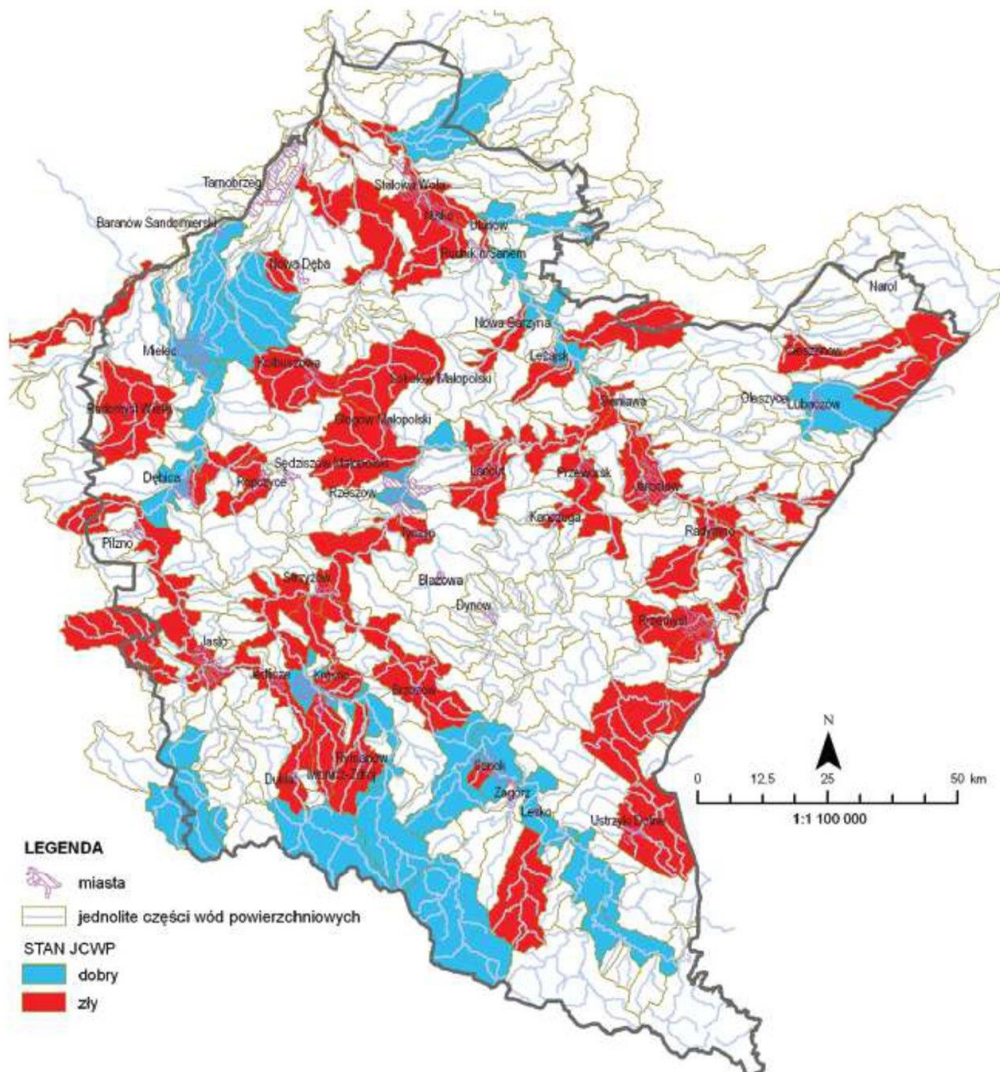 Tarnobrzeg
Stalowa Wola
Baranów Sandomierski
Nisko
Ulanów
Rudnik n/Sanem
Nowa Dęba
Narol
Nowa Sarzyna
Mielec
Leżajsk
Cieszanów
Kolbuszowa
Sokołów Małopolski
Oleszyce
Lubaczów
Radomyśl Wielki
Sieniawa
Głogów Małopolski
Sędziszów Małopolski
Dębica
Ropczyce
Łańcut
Przeworsk
Jarosław
Rzeszów
Kańczuga
Radymno
Pilzno
Tyczyn
Strzyżów
Błażowa
Dynów
Przemyśl
Jasło
Jedlicze
Krosno
Brzozów
Rymanów
Dukla
Iwonicz-Zdrój
Sanok
Zagórz
Lesko
Ustrzyki Dolne
N
0 12.5 25 50 km
1:1 100 000
LEGENDA
miasta
jednolite części wód powierzchniowych
STAN JCWP
dobry
zły